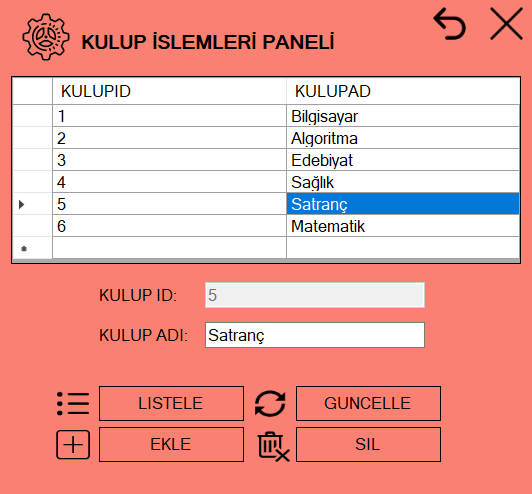 KULUP İSLEMLERİ PANELİ
KULUPID KULUPAD
1 Bilgisayar
2 Algoritma
3 Edebiyat
4 Sağlık
5 Satranç
6 Matematik
KULUP ID: 5
KULUP ADI: Satranç
LISTELE GUNCELLE
EKLE SIL